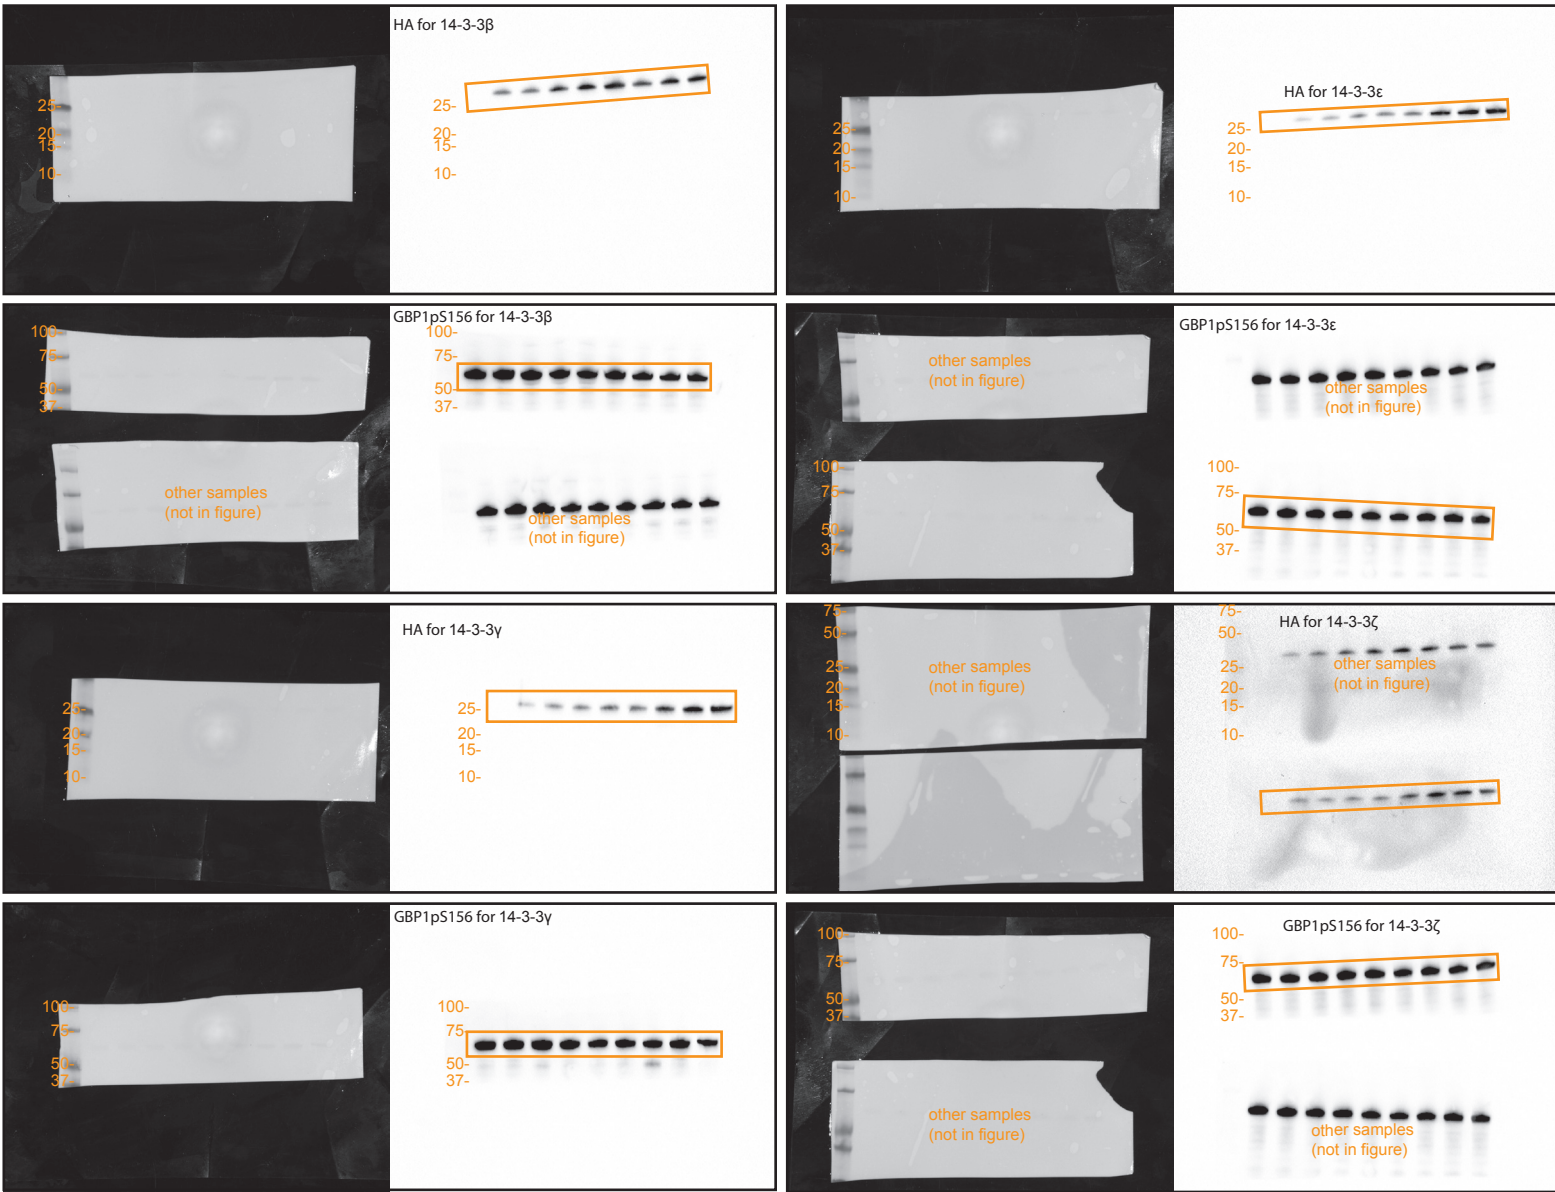 HA for 14-3-3β
25-
20-
15-
10-
25-
20-
15-
10-
HA for 14-3-3ε
25-
20-
15-
10-
25-
20-
15-
10-
GBP1pS156 for 14-3-3β
100-
75-
50-
37-
100-
75-
50-
37-
other samples
(not in figure)
other samples
(not in figure)
GBP1pS156 for 14-3-3ε
other samples
(not in figure)
other samples
(not in figure)
100-
75-
50-
37-
100-
75-
50-
37-
HA for 14-3-3γ
25-
20-
15-
10-
25-
20-
15-
10-
HA for 14-3-3ζ
75-
50-
25-
20-
15-
10-
other samples
(not in figure)
75-
50-
25-
20-
15-
10-
other samples
(not in figure)
GBP1pS156 for 14-3-3γ
100-
75-
50-
37-
100-
75-
50-
37-
GBP1pS156 for 14-3-3ζ
100-
75-
50-
37-
100-
75-
50-
37-
other samples
(not in figure)
other samples
(not in figure)